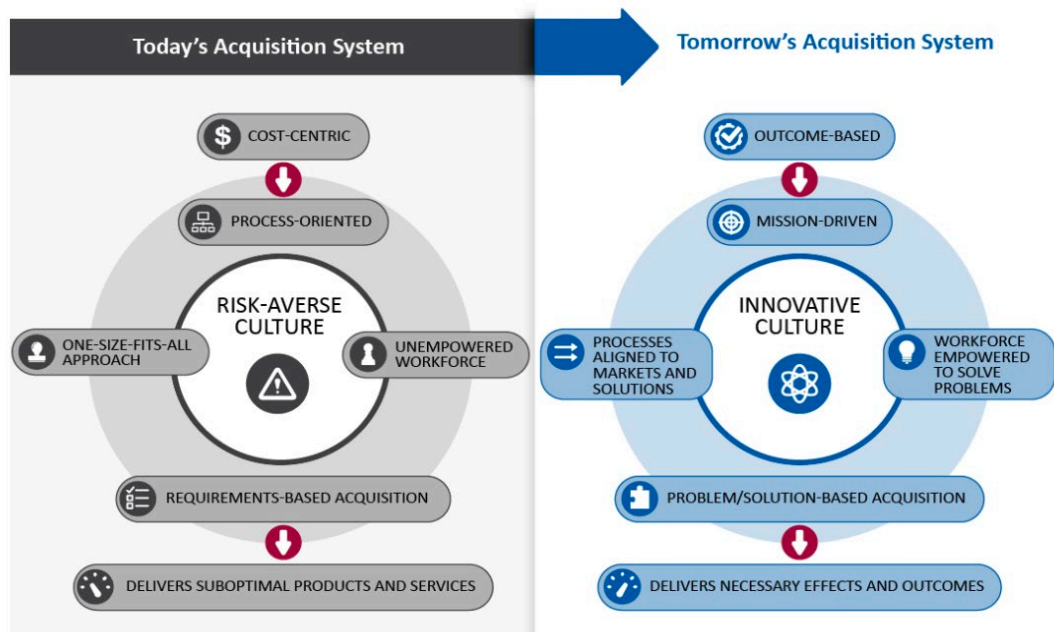 Today's Acquisition System
Tomorrow's Acquisition System
$ COST-CENTRIC
PROCESS-ORIENTED
RISK-AVERSE
CULTURE
ONE-SIZE-FITS-ALL
APPROACH
UNEMPOWERED
WORKFORCE
REQUIREMENTS-BASED ACQUISITION
DELIVERS SUBOPTIMAL PRODUCTS AND SERVICES
OUTCOME-BASED
MISSION-DRIVEN
INNOVATIVE
CULTURE
PROCESSES
ALIGNED TO
MARKETS AND
SOLUTIONS
WORKFORCE
EMPOWERED
TO SOLVE
PROBLEMS
PROBLEM/SOLUTION-BASED ACQUISITION
DELIVERS NECESSARY EFFECTS AND OUTCOMES